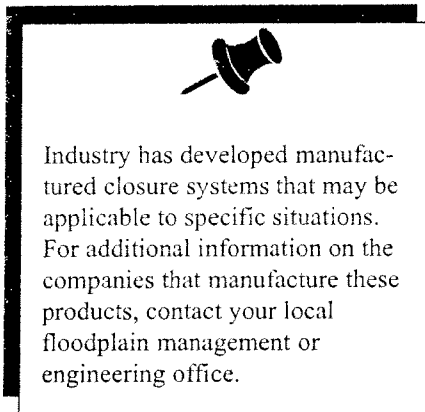 Industry has developed manufac-
tured closure systems that may be
applicable to specific situations.
For additional information on the
companies that manufacture these
products, contact your local
floodplain management or
engineering office.